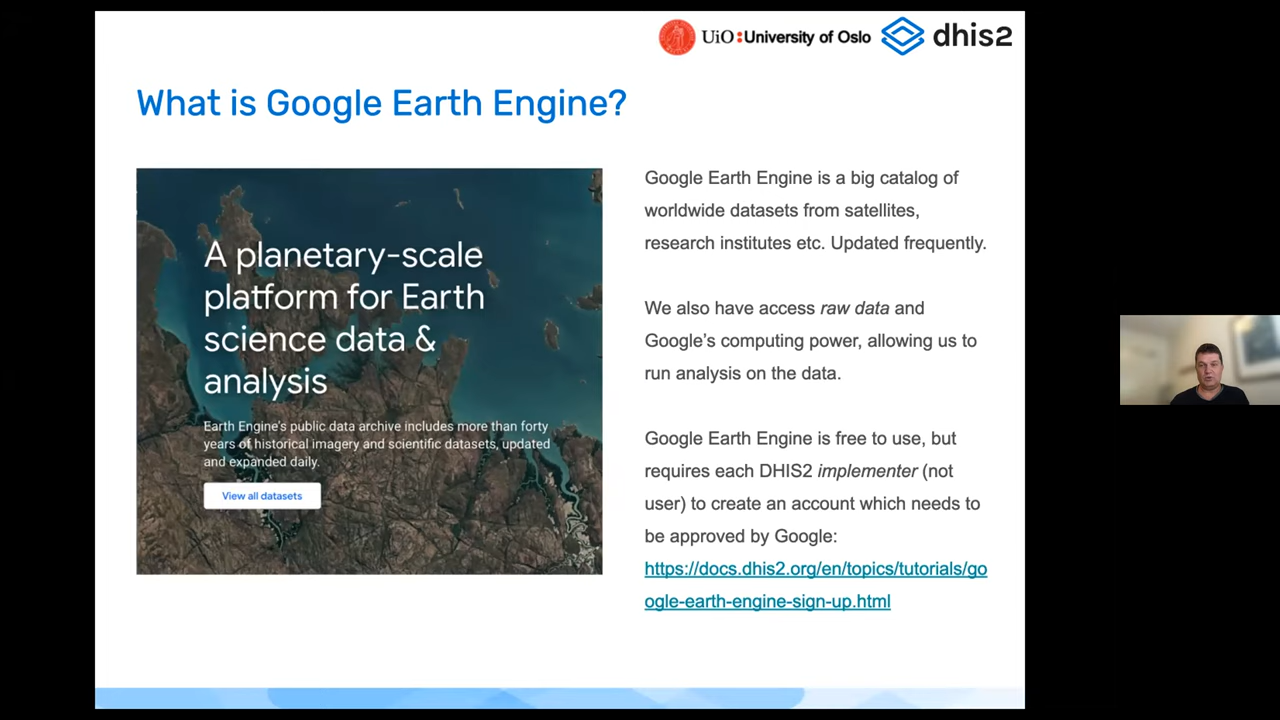 UiO:University of Oslo dhis2
What is Google Earth Engine?
A planetary-scale
platform for Earth
science data &
analysis
Earth Engine's public data archive includes more than forty
years of historical imagery and scientific datasets, updated
and expanded daily.
View all datasets
Google Earth Engine is a big catalog of
worldwide datasets from satellites,
research institutes etc. Updated frequently.
We also have access raw data and
Google's computing power, allowing us to
run analysis on the data.
Google Earth Engine is free to use, but
requires each DHIS2 implementer (not
user) to create an account which needs to
be approved by Google:
https://docs.dhis2.org/en/topics/tutorials/go
ogle-earth-engine-sign-up.html